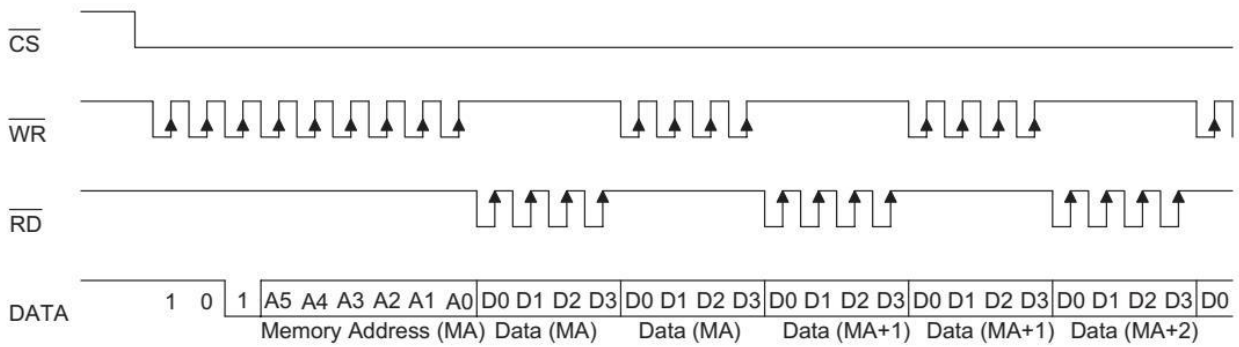 CS
WR
RD
DATA 1 0 1 A5 A4 A3 A2 A1 A0 D0 D1 D2 D3 D0 D1 D2 D3 D0 D1 D2 D3 D0 D1 D2 D3 D0 D1 D2 D3 D0
Memory Address (MA) Data (MA) Data (MA) Data (MA+1) Data (MA+1) Data (MA+2)